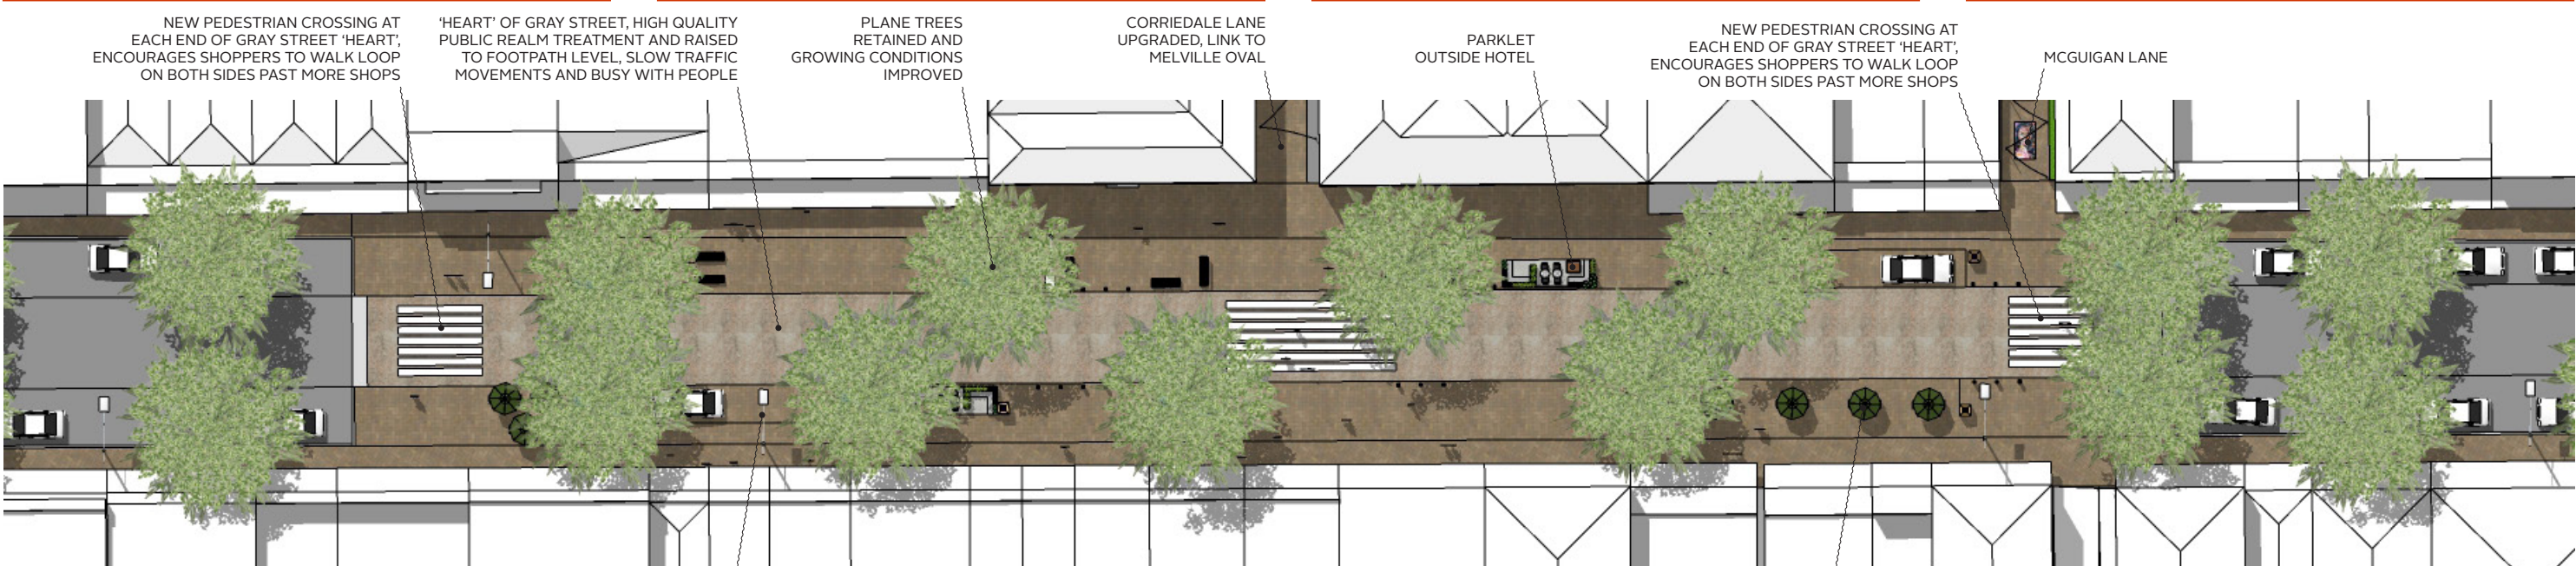 NEW PEDESTRIAN CROSSING AT
EACH END OF GRAY STREET ‘HEART’,
ENCOURAGES SHOPPERS TO WALK LOOP
ON BOTH SIDES PAST MORE SHOPS
‘HEART’ OF GRAY STREET, HIGH QUALITY
PUBLIC REALM TREATMENT AND RAISED
TO FOOTPATH LEVEL, SLOW TRAFFIC
MOVEMENTS AND BUSY WITH PEOPLE
PLANE TREES
RETAINED AND
GROWING CONDITIONS
IMPROVED
CORRIEDALE LANE
UPGRADED, LINK TO
MELVILLE OVAL
PARKLET
OUTSIDE HOTEL
NEW PEDESTRIAN CROSSING AT
EACH END OF GRAY STREET ‘HEART’,
ENCOURAGES SHOPPERS TO WALK LOOP
ON BOTH SIDES PAST MORE SHOPS
MCGUIGAN LANE